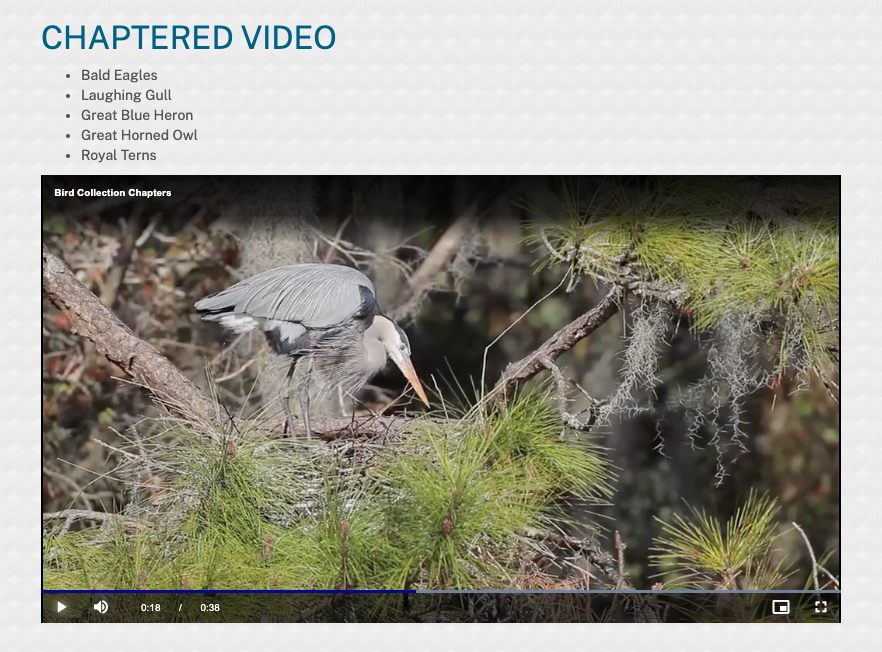 CHAPTERED VIDEO
• Bald Eagles
• Laughing Gull
• Great Blue Heron
• Great Horned Owl
• Royal Terns
Bird Collection Chapters
0:18 / 0:38